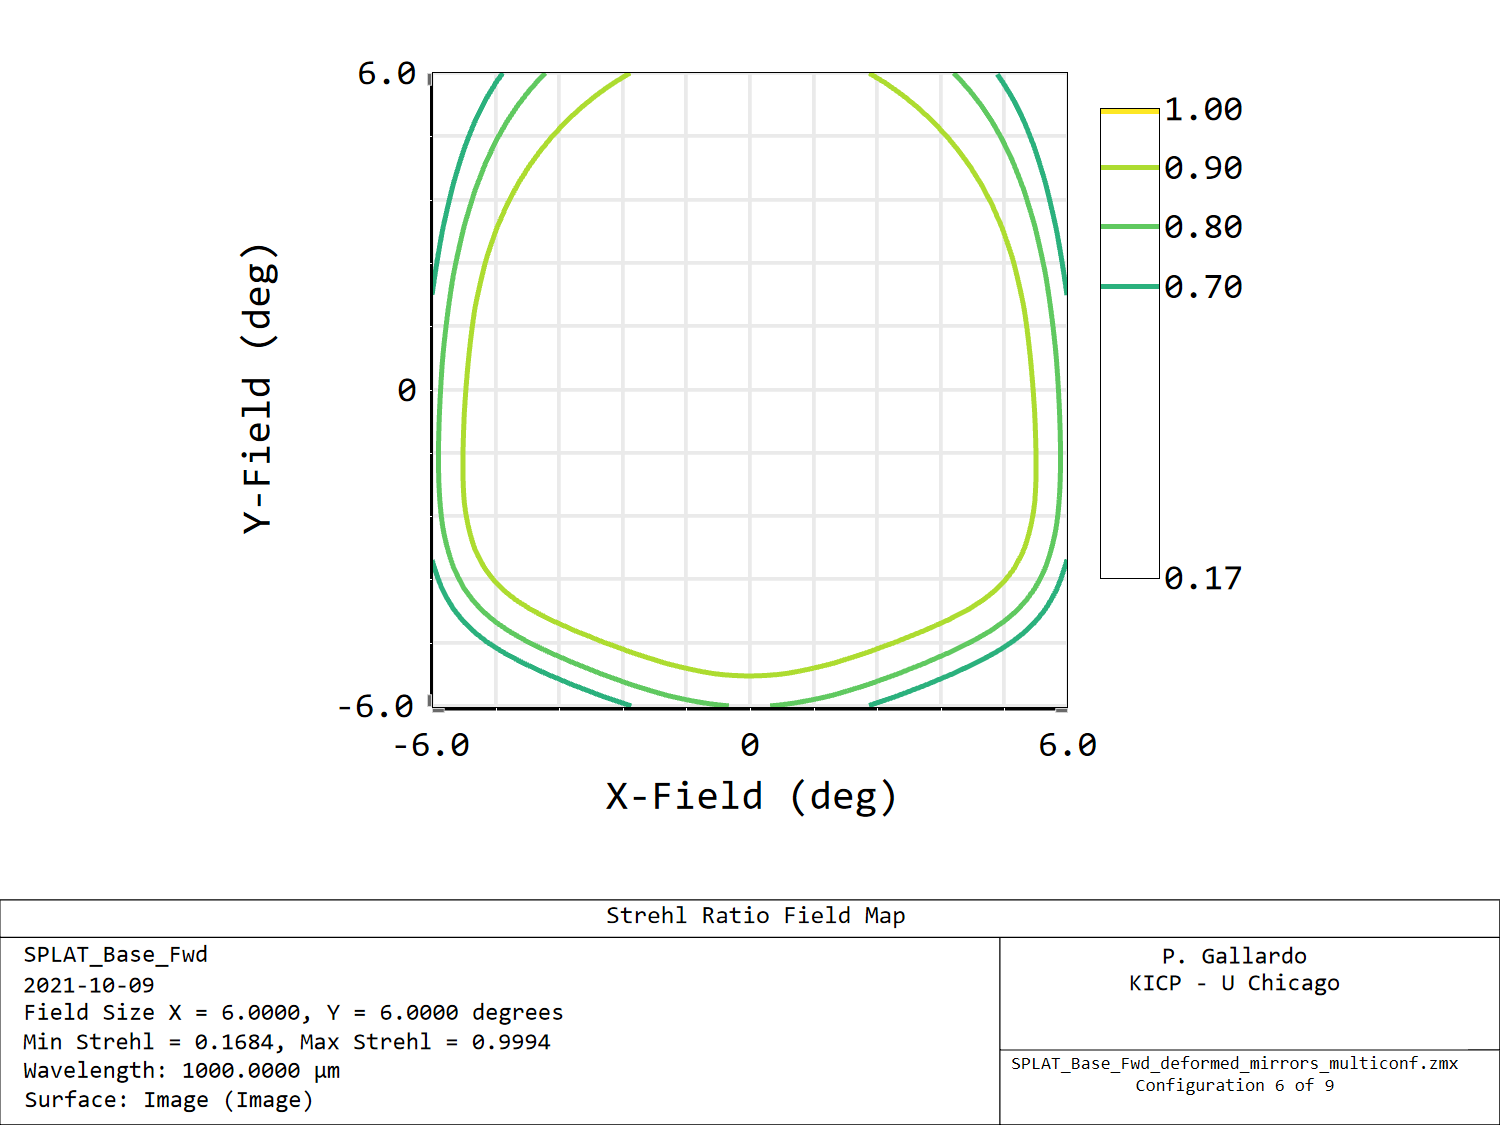 6.0
0
-6.0
Y-Field (deg)
-6.0 0 6.0
X-Field (deg)
1.00
0.90
0.80
0.70
0.17
Strehl Ratio Field Map
SPLAT_Base_Fwd
2021-10-09
Field Size X = 6.0000, Y = 6.0000 degrees
Min Strehl = 0.1684, Max Strehl = 0.9994
Wavelength: 1000.0000 µm
Surface: Image (Image)
P. Gallardo
KICP - U Chicago
SPLAT_Base_Fwd_deformed_mirrors_multiconf.zmx
Configuration 6 of 9